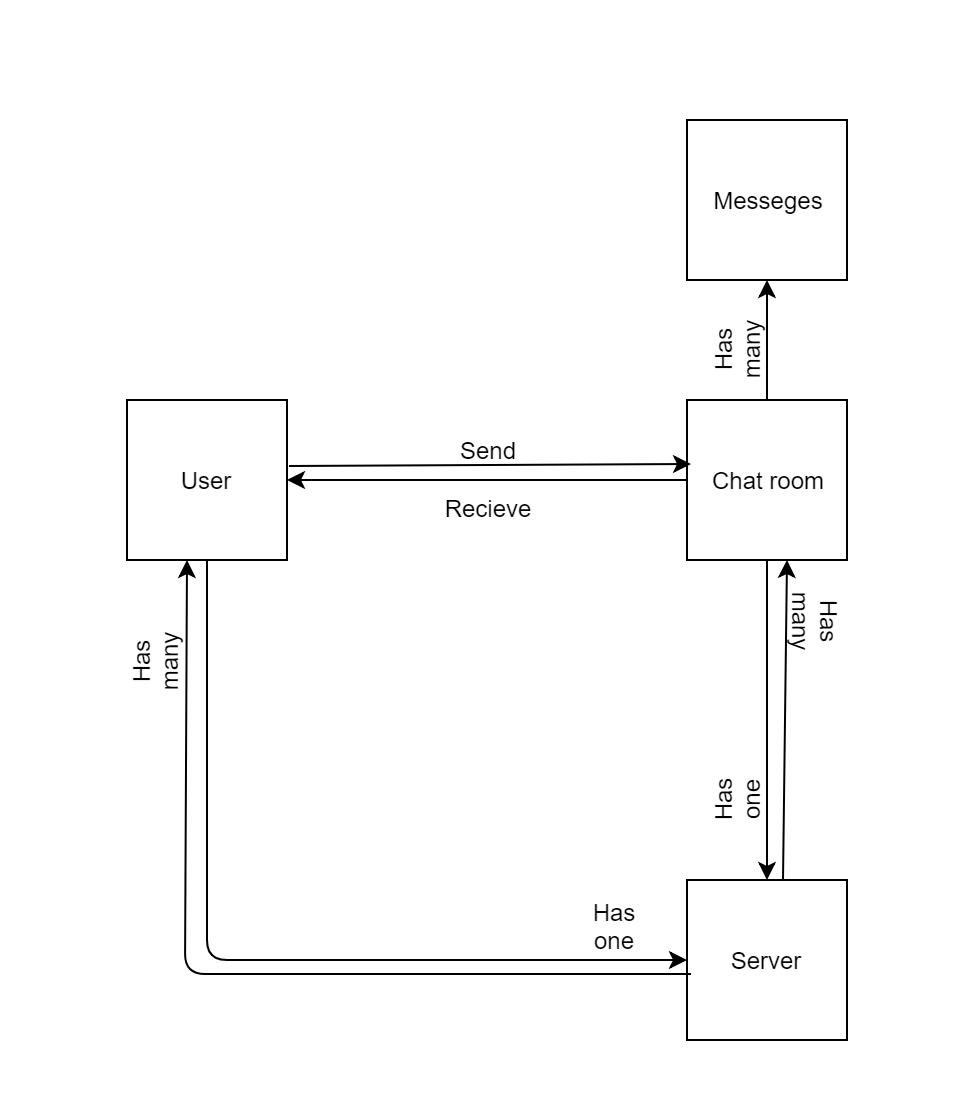 Messeges
Has
many
User
Send
Recieve
Chat room
Has
many
Has
many
Has
one
Has
one
Server